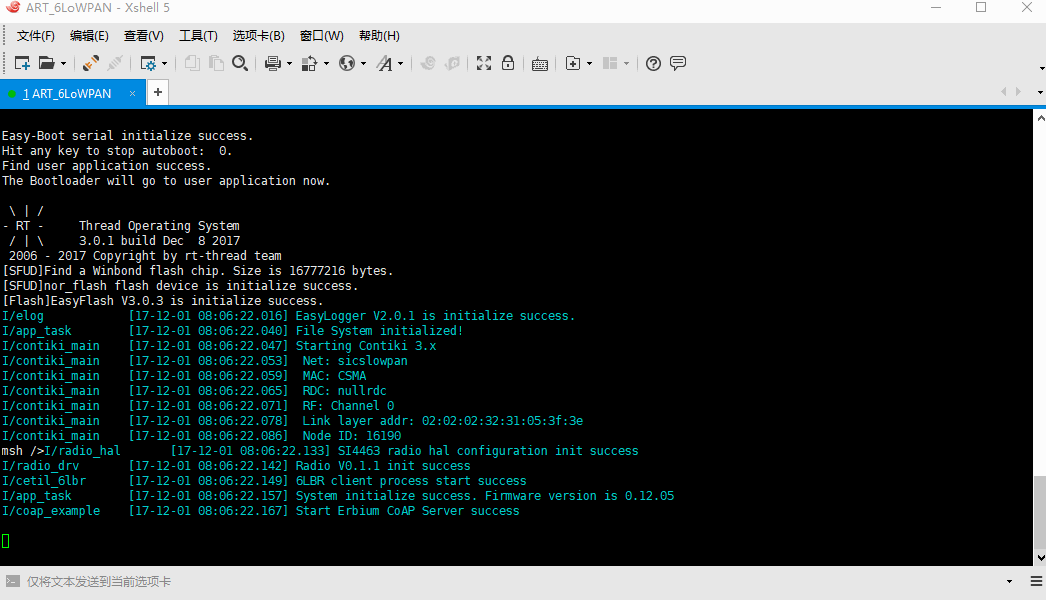 ART_6LoWPAN - Xshell 5
文件(F) 编辑(E) 查看(V) 工具(T) 选项卡(B) 窗口(W) 帮助(H)
1 ART_6LoWPAN × +
Easy-Boot serial initialize success.
Hit any key to stop autoboot:  0.
Find user application success.
The Bootloader will go to user application now.
 \ | /
- RT -     Thread Operating System
 / | \     3.0.1 build Dec  8 2017
 2006 - 2017 Copyright by rt-thread team
[SFUD]Find a Winbond flash chip. Size is 16777216 bytes.
[SFUD]nor_flash flash device is initialize success.
[Flash]EasyFlash V3.0.3 is initialize success.
I/elog            [17-12-01 08:06:22.016] EasyLogger V2.0.1 is initialize success.
I/app_task        [17-12-01 08:06:22.040] File System initialized!
I/contiki_main    [17-12-01 08:06:22.047] Starting Contiki 3.x
I/contiki_main    [17-12-01 08:06:22.053]  Net: sicslowpan
I/contiki_main    [17-12-01 08:06:22.059]  MAC: CSMA
I/contiki_main    [17-12-01 08:06:22.065]  RDC: nullrdc
I/contiki_main    [17-12-01 08:06:22.071]  RF: Channel 0
I/contiki_main    [17-12-01 08:06:22.078]  Link layer addr: 02:02:02:32:31:05:3f:3e
I/contiki_main    [17-12-01 08:06:22.086]  Node ID: 16190
msh />I/radio_hal       [17-12-01 08:06:22.133] SI4463 radio hal configuration init success
I/radio_drv       [17-12-01 08:06:22.142] Radio V0.1.1 init success
I/cetil_6lbr      [17-12-01 08:06:22.149] 6LBR client process start success
I/app_task        [17-12-01 08:06:22.157] System initialize success. Firmware version is 0.12.05
I/coap_example    [17-12-01 08:06:22.167] Start Erbium CoAP Server success
仅将文本发送到当前选项卡